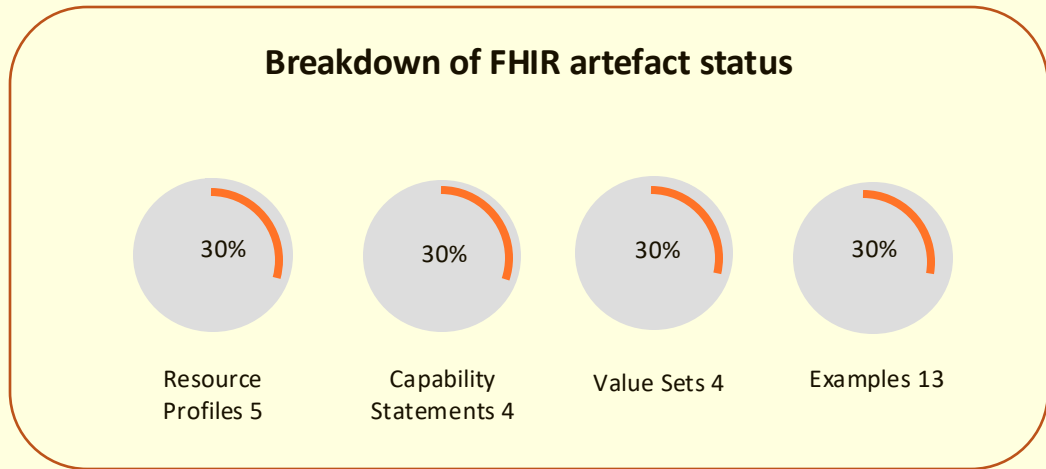 Breakdown of FHIR artefact status
30%
30%
30%
30%
Resource
Profiles 5
Capability
Statements 4
Value Sets 4
Examples 13